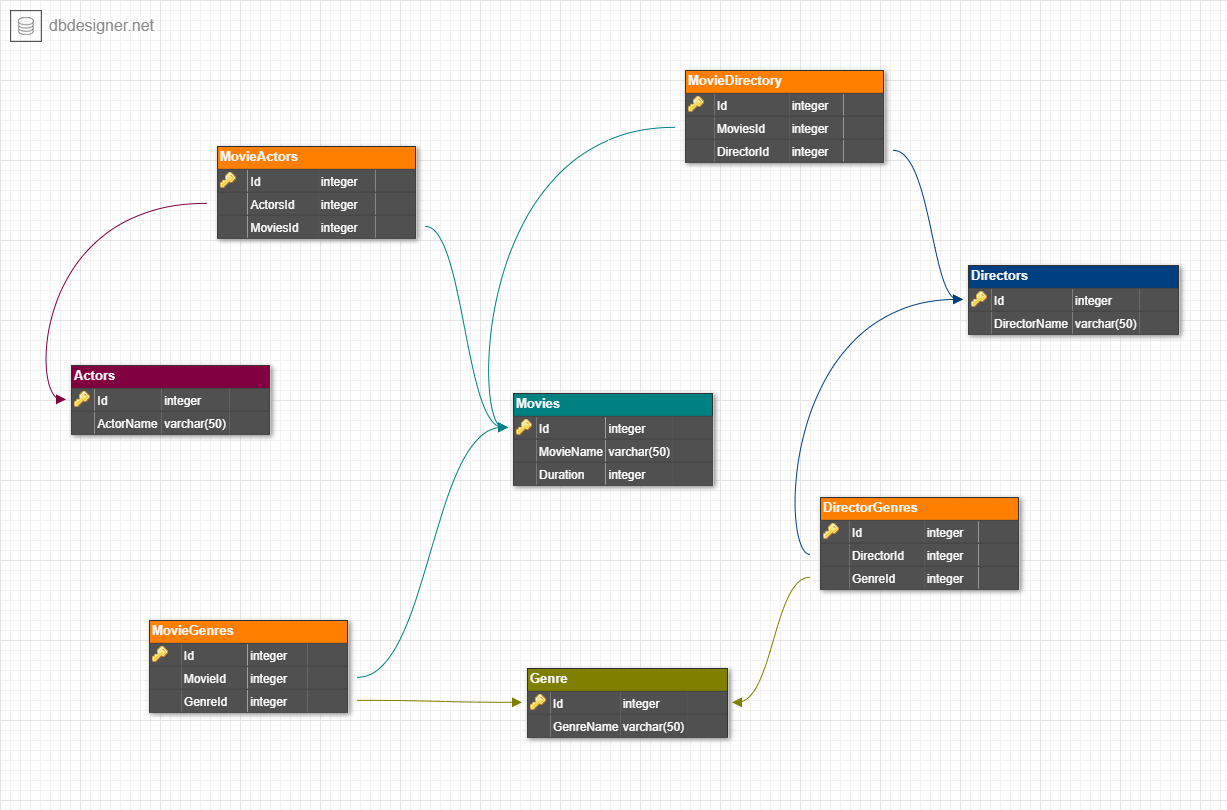 dbdesigner.net
MovieDirectory
Id integer
MoviesId integer
DirectorId integer
MovieActors
Id integer
ActorsId integer
MoviesId integer
Directors
Id integer
DirectorName varchar(50)
Actors
Id integer
ActorName varchar(50)
Movies
Id integer
MovieName varchar(50)
Duration integer
DirectorGenres
Id integer
DirectorId integer
GenreId integer
MovieGenres
Id integer
MovieId integer
GenreId integer
Genre
Id integer
GenreName varchar(50)